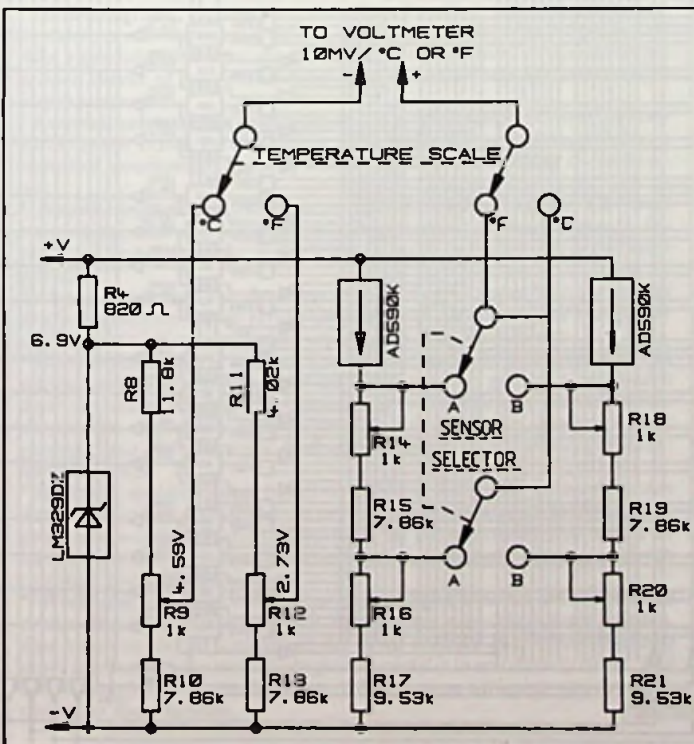 TO VOLTMETER
10MV/°C OR °F
- +
TEMPERATURE SCALE
°C °F °F °C
+V
R4
820 Ω
6.9V
R8
11.8k
R11
4.02k
AD590K
AD590K
A B
SENSOR
SELECTOR
R14
1k
R18
1k
R15
7.86k
R19
7.86k
LM329DZ
4.59V
2.73V
A B
R9
1k
R12
1k
R16
1k
R20
1k
R10
7.86k
R13
7.86k
R17
9.53k
R21
9.53k
-V